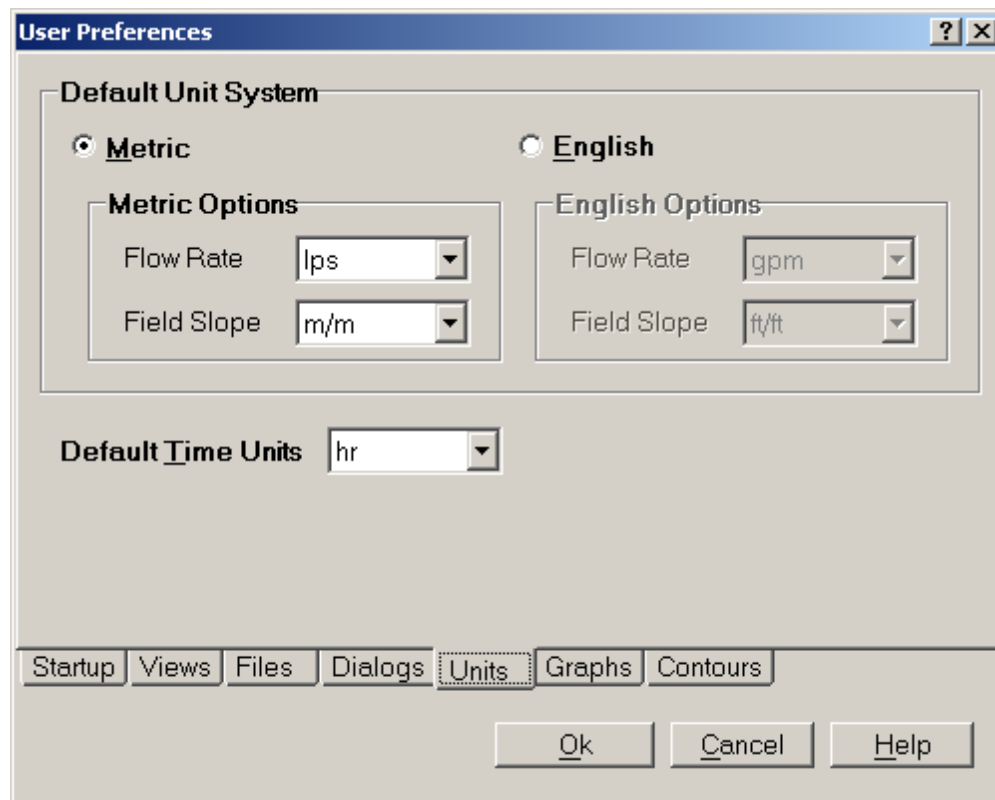 User Preferences
Default Unit System
Metric English
Metric Options English Options
Flow Rate lps Flow Rate gpm
Field Slope m/m Field Slope ft/ft
Default Time Units hr
Startup Views Files Dialogs Units Graphs Contours
Ok Cancel Help